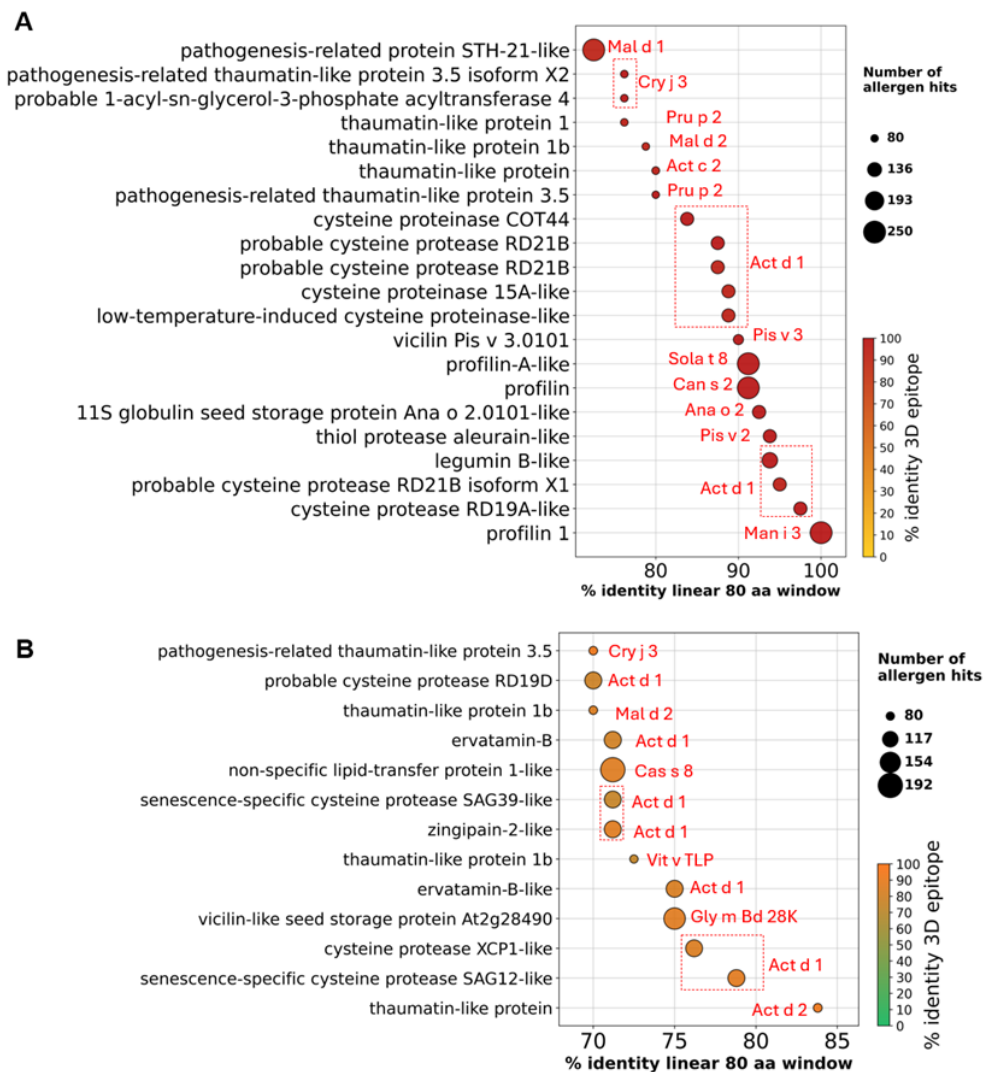 A
pathogenesis-related protein STH-21-like
Mal d 1
pathogenesis-related thaumatin-like protein 3.5 isoform X2
Cry j 3
probable 1-acyl-sn-glycerol-3-phosphate acyltransferase 4
thaumatin-like protein 1
Pru p 2
thaumatin-like protein 1b
Mal d 2
thaumatin-like protein
Act c 2
pathogenesis-related thaumatin-like protein 3.5
Pru p 2
cysteine proteinase COT44
probable cysteine protease RD21B
probable cysteine protease RD21B
Act d 1
cysteine proteinase 15A-like
low-temperature-induced cysteine proteinase-like
vicilin Pis v 3.0101
Pis v 3
profilin-A-like
Sola t 8
profilin
Can s 2
11S globulin seed storage protein Ana o 2.0101-like
Ana o 2
thiol protease aleurain-like
Pis v 2
legumin B-like
probable cysteine protease RD21B isoform X1
Act d 1
cysteine protease RD19A-like
profilin 1
Man i 3
80 90 100
% identity linear 80 aa window
Number of
allergen hits
80
136
193
250
100
90
80
70
60
50
40
30
20
10
0
% identity 3D epitope
B
pathogenesis-related thaumatin-like protein 3.5
Cry j 3
probable cysteine protease RD19D
Act d 1
thaumatin-like protein 1b
Mal d 2
ervatamin-B
Act d 1
non-specific lipid-transfer protein 1-like
Cas s 8
senescence-specific cysteine protease SAG39-like
Act d 1
zingipain-2-like
Act d 1
thaumatin-like protein 1b
Vit v TLP
ervatamin-B-like
Act d 1
vicilin-like seed storage protein At2g28490
Gly m Bd 28K
cysteine protease XCP1-like
Act d 1
senescence-specific cysteine protease SAG12-like
thaumatin-like protein
Act d 2
70 75 80 85
% identity linear 80 aa window
Number of
allergen hits
80
117
154
192
100
90
80
70
60
50
40
30
20
10
0
% identity 3D epitope